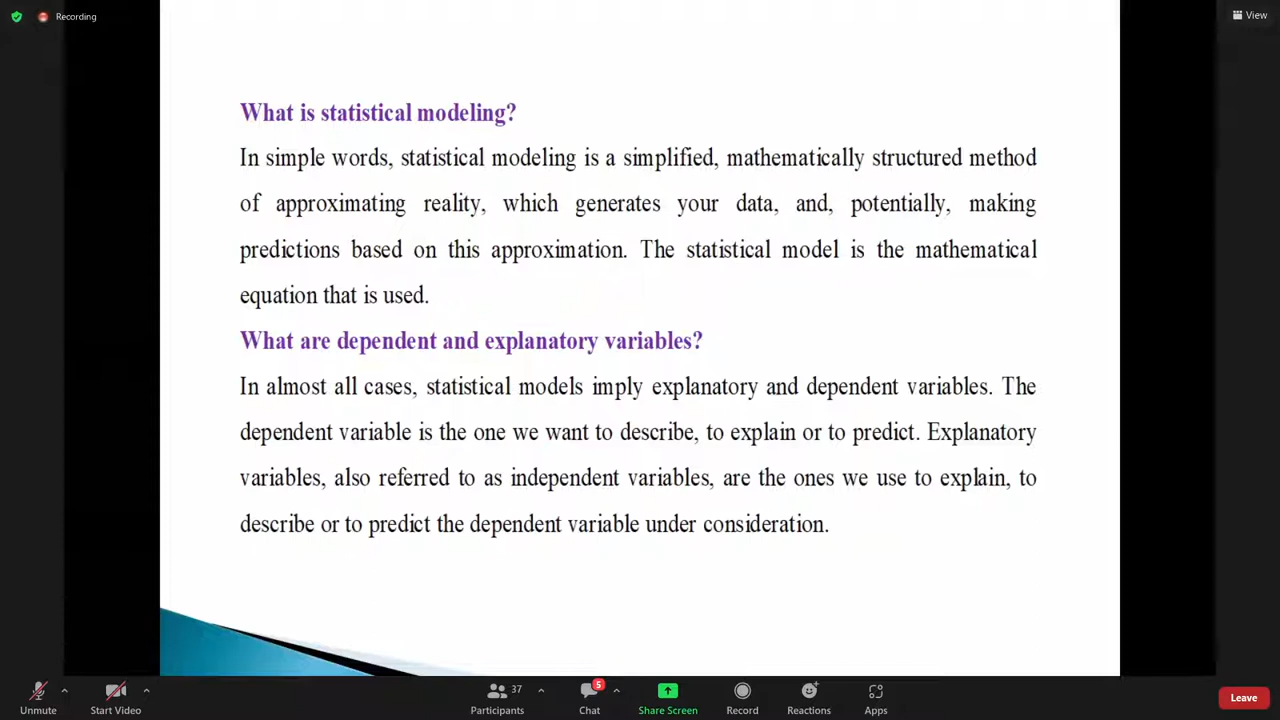 Recording
View
What is statistical modeling?
In simple words, statistical modeling is a simplified, mathematically structured method
of approximating reality, which generates your data, and, potentially, making
predictions based on this approximation. The statistical model is the mathematical
equation that is used.
What are dependent and explanatory variables?
In almost all cases, statistical models imply explanatory and dependent variables. The
dependent variable is the one we want to describe, to explain or to predict. Explanatory
variables, also referred to as independent variables, are the ones we use to explain, to
describe or to predict the dependent variable under consideration.
37
5
Unmute
Start Video
Participants
Chat
Share Screen
Record
Reactions
Apps
Leave